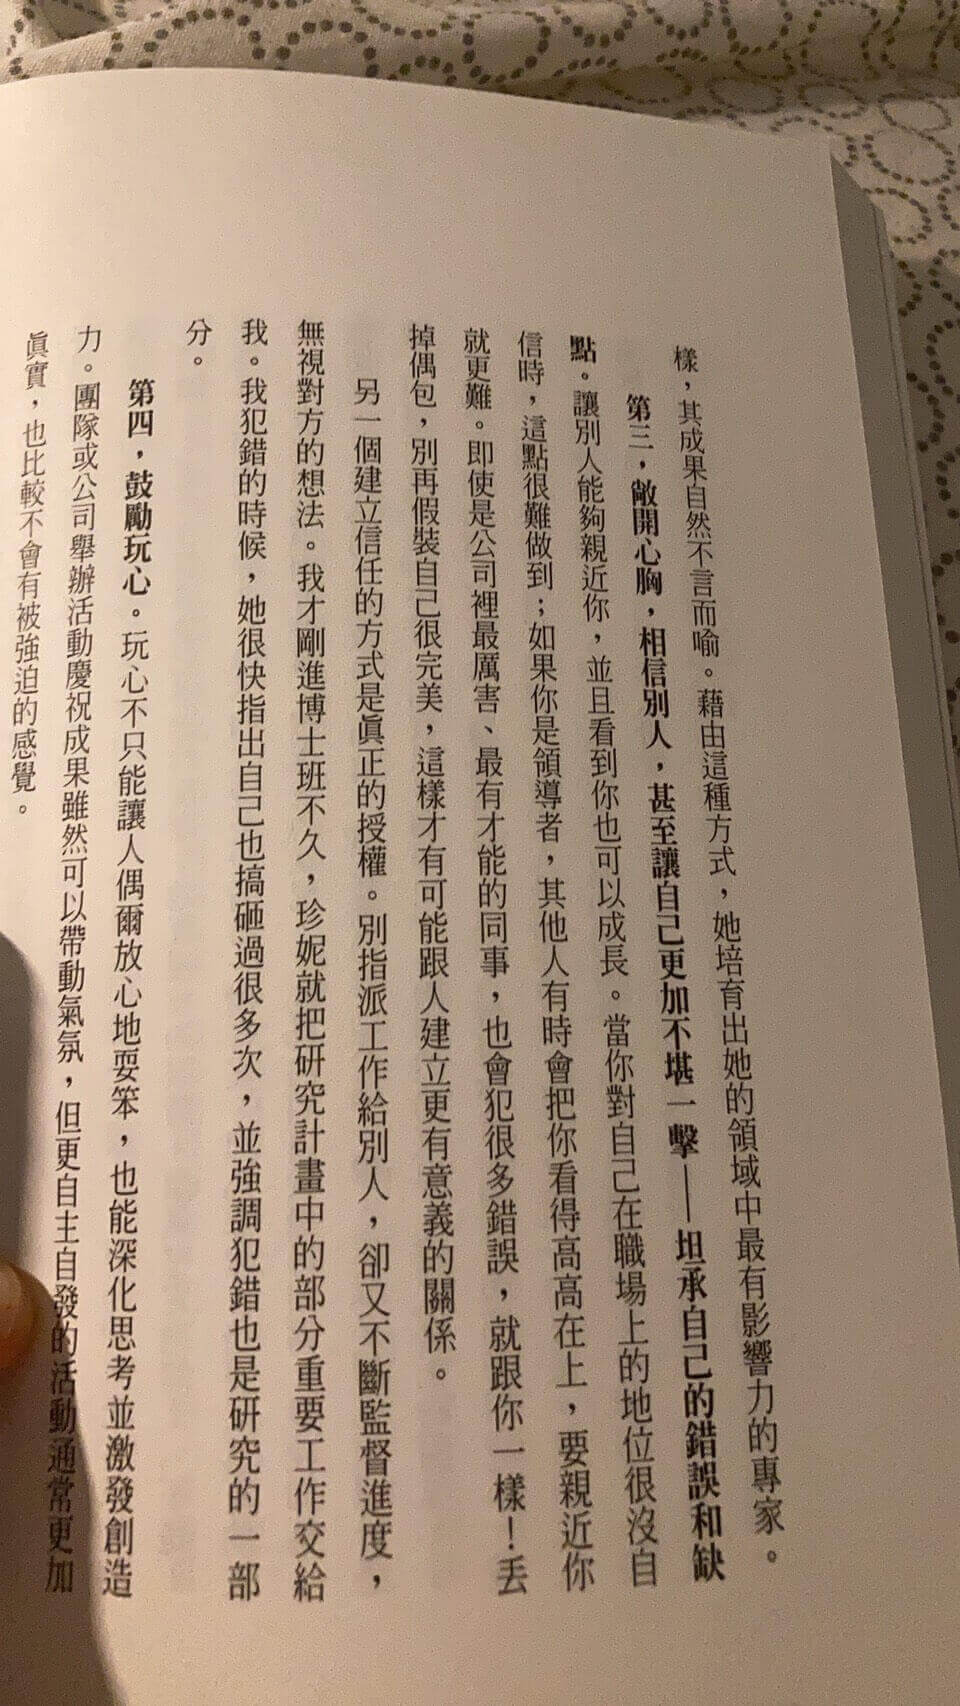 樣，其成果自然不言而喻。藉由這種方式，她培育出她的領域中最有影響力的專家。
第三，敞開心胸，相信別人，甚至讓自己更加不堪一擊——坦承自己的錯誤和缺
點。讓別人能夠親近你，並且看到你也可以成長。當你對自己在職場上的地位很沒自
信時，這點很難做到；如果你是領導者，其他人有時會把你看得高高在上，要親近你
就更難。即使是公司裡最厲害、最有才能的同事，也會犯很多錯誤，就跟你一樣！丟
掉偶包，別再假裝自己很完美，這樣才有可能跟人建立更有意義的關係。
另一個建立信任的方式是真正的授權。別指派工作給別人，卻又不斷監督進度，
無視對方的想法。我才剛進博士班不久，珍妮就把研究計畫中的部分重要工作交給
我。我犯錯的時候，她很快指出自己也搞砸過很多次，並強調犯錯也是研究的一部
分。
第四，鼓勵玩心。玩心不只能讓人偶爾放心地耍笨，也能深化思考並激發創造
力。團隊或公司舉辦活動慶祝成果雖然可以帶動氣氛，但更自主自發的活動通常更加
真實，也比較不會有被強迫的感覺。